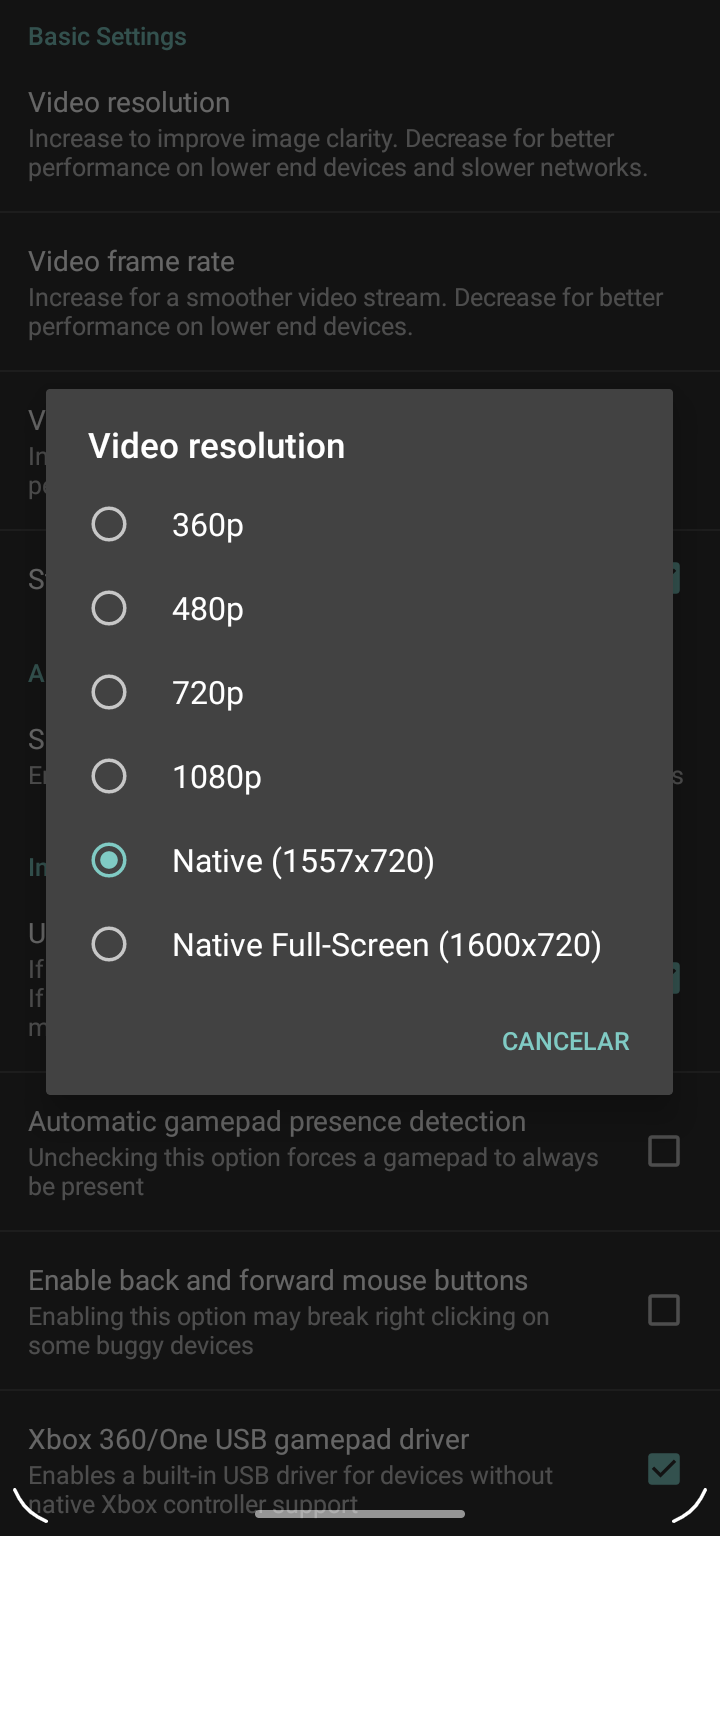 Basic Settings
Video resolution
Increase to improve image clarity. Decrease for better
performance on lower end devices and slower networks.
Video frame rate
Increase for a smoother video stream. Decrease for better
performance on lower end devices.
Video resolution
360p
480p
720p
1080p
Native (1557x720)
Native Full-Screen (1600x720)
CANCELAR
Automatic gamepad presence detection
Unchecking this option forces a gamepad to always
be present
Enable back and forward mouse buttons
Enabling this option may break right clicking on
some buggy devices
Xbox 360/One USB gamepad driver
Enables a built-in USB driver for devices without
native Xbox controller support